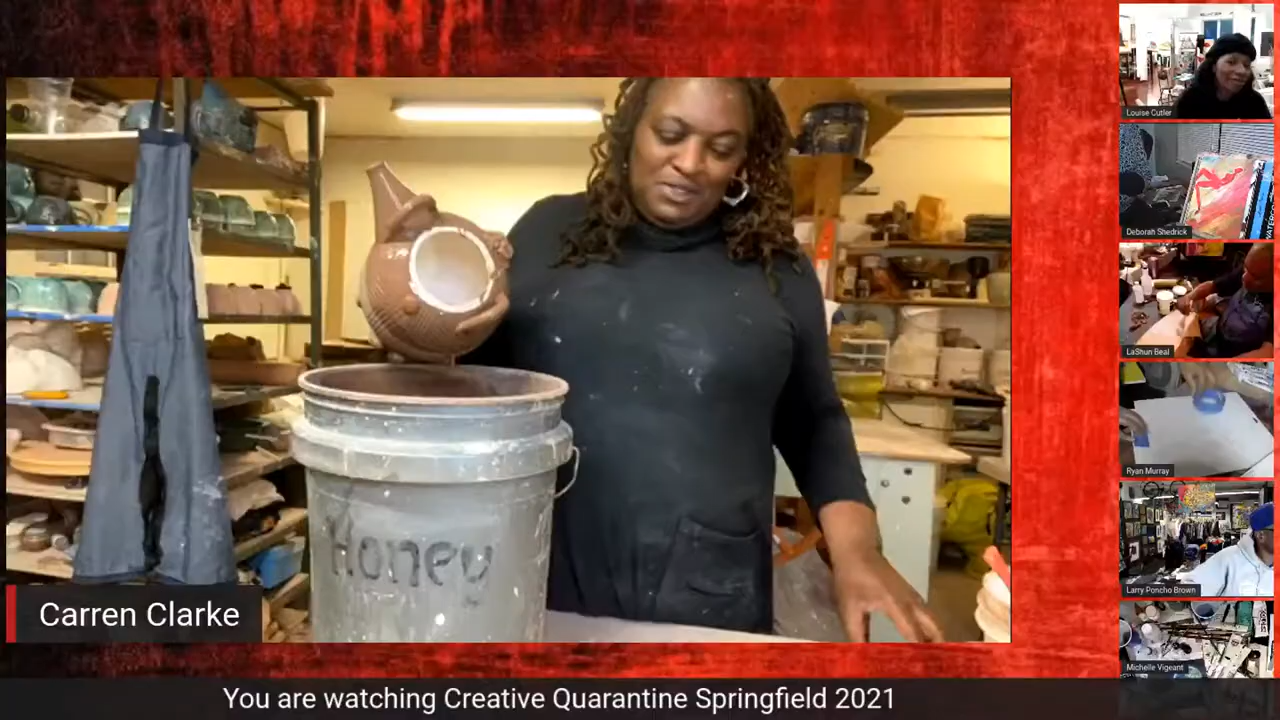 Louise Cutler
Deborah Shedrick
LaShun Beal
Ryan Murray
Larry Poncho Brown
Michelle Vigeant
Honey
Carren Clarke
You are watching Creative Quarantine Springfield 2021